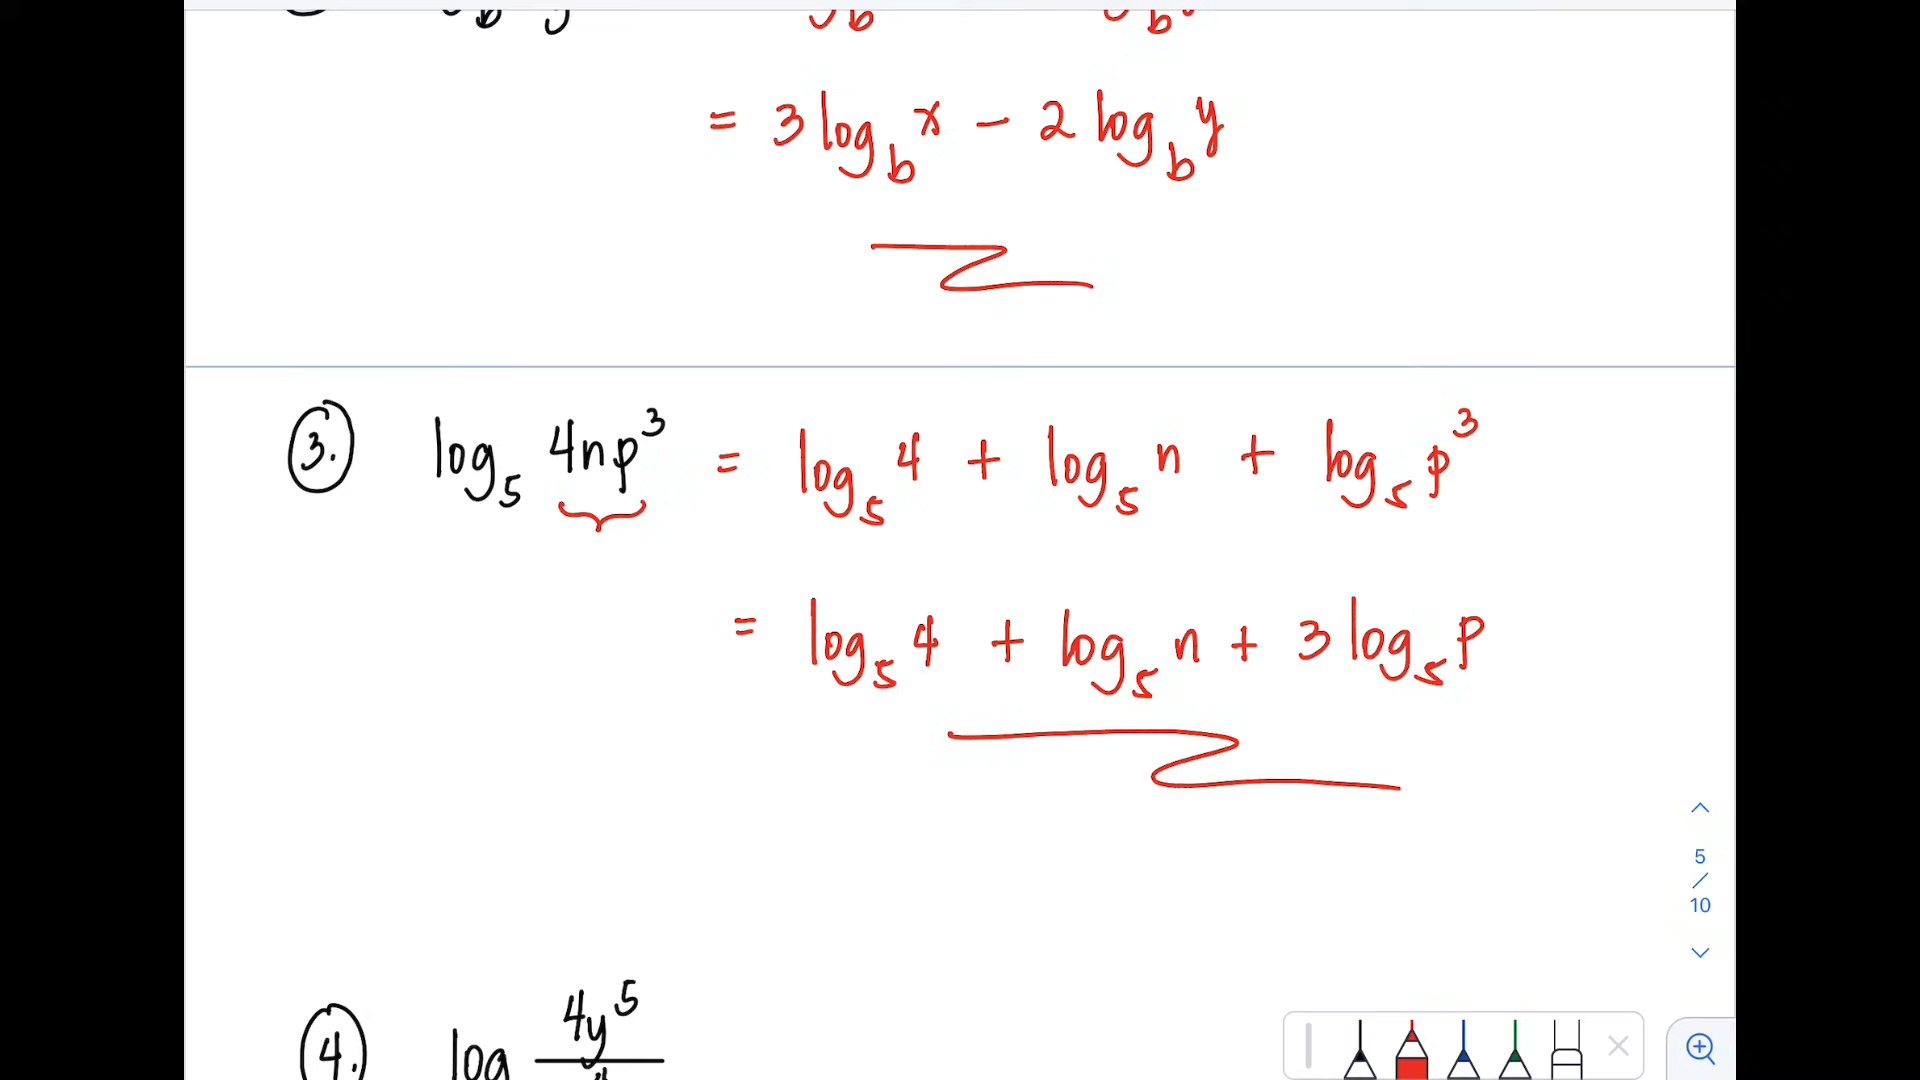 = 3 log_b x − 2 log_b y
3. log_5 4np^3 = log_5 4 + log_5 n + log_5 p^3
= log_5 4 + log_5 n + 3 log_5 p
5
/
10
4. log 4y^5